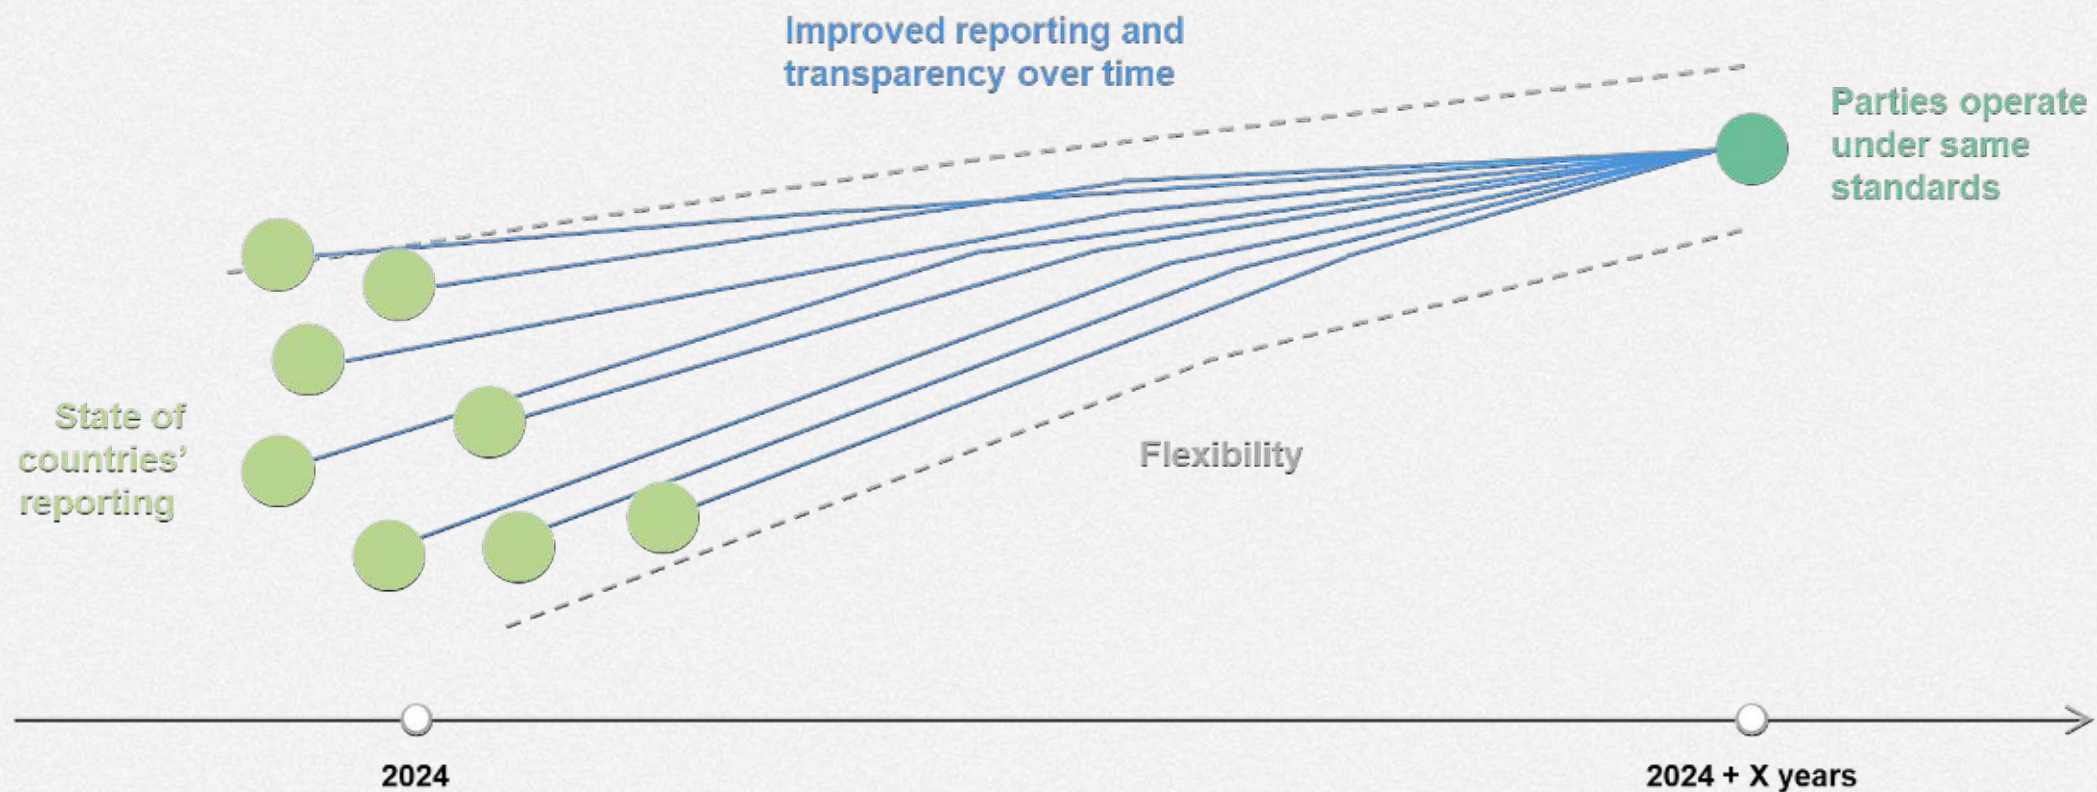 Improved reporting and
transparency over time
Parties operate
under same
standards
State of
countries’
reporting
Flexibility
2024
2024 + X years